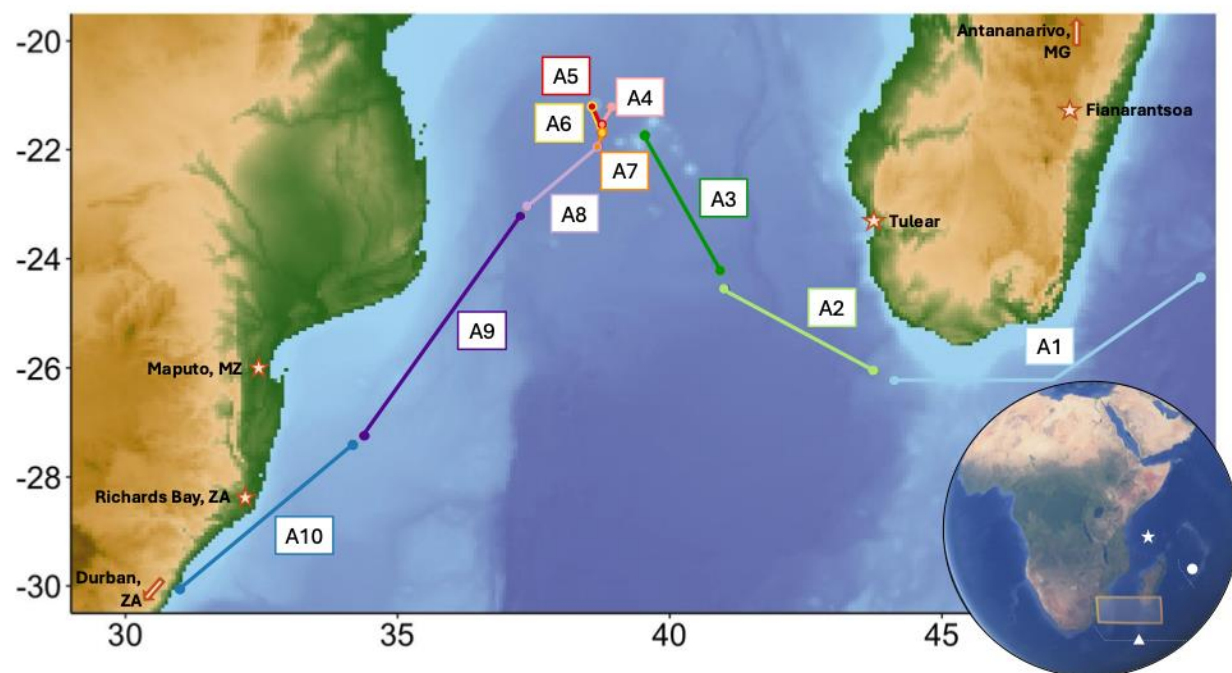 -20
-22
-24
-26
-28
-30
30
35
40
45
Antananarivo,
MG
Fianarantsoa
Tulear
Maputo, MZ
Richards Bay, ZA
Durban,
ZA
A5
A4
A6
A7
A3
A8
A2
A9
A1
A10